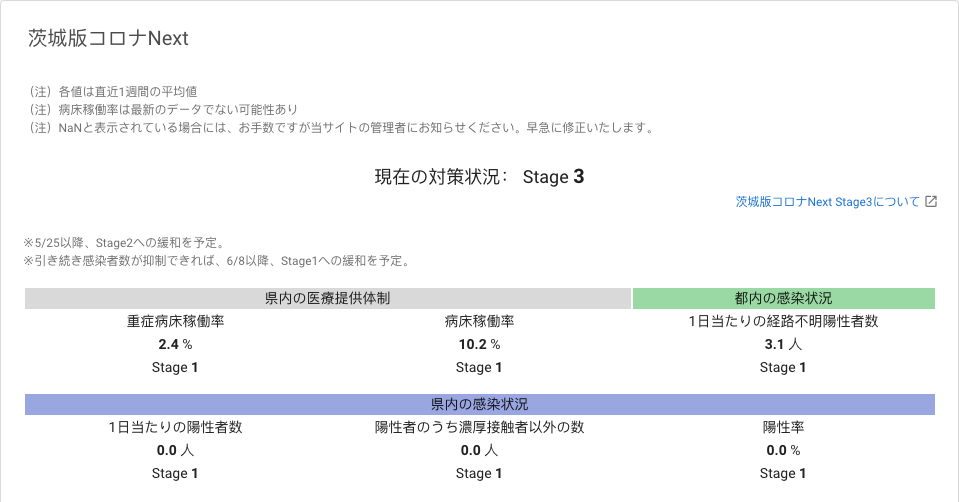 茨城版コロナNext
（注）各値は直近1週間の平均値
（注）病床稼働率は最新のデータでない可能性あり
（注）NaNと表示されている場合には、お手数ですが当サイトの管理者にお知らせください。早急に修正いたします。
現在の対策状況： Stage 3
茨城版コロナNext Stage3について
※5/25以降、Stage2への緩和を予定。
※引き続き感染者数が抑制できれば、6/8以降、Stage1への緩和を予定。
県内の医療提供体制 都内の感染状況
重症病床稼働率 病床稼働率 1日当たりの経路不明陽性者数
2.4 % 10.2 % 3.1 人
Stage 1 Stage 1 Stage 1
県内の感染状況
1日当たりの陽性者数 陽性者のうち濃厚接触者以外の数 陽性率
0.0 人 0.0 人 0.0 %
Stage 1 Stage 1 Stage 1